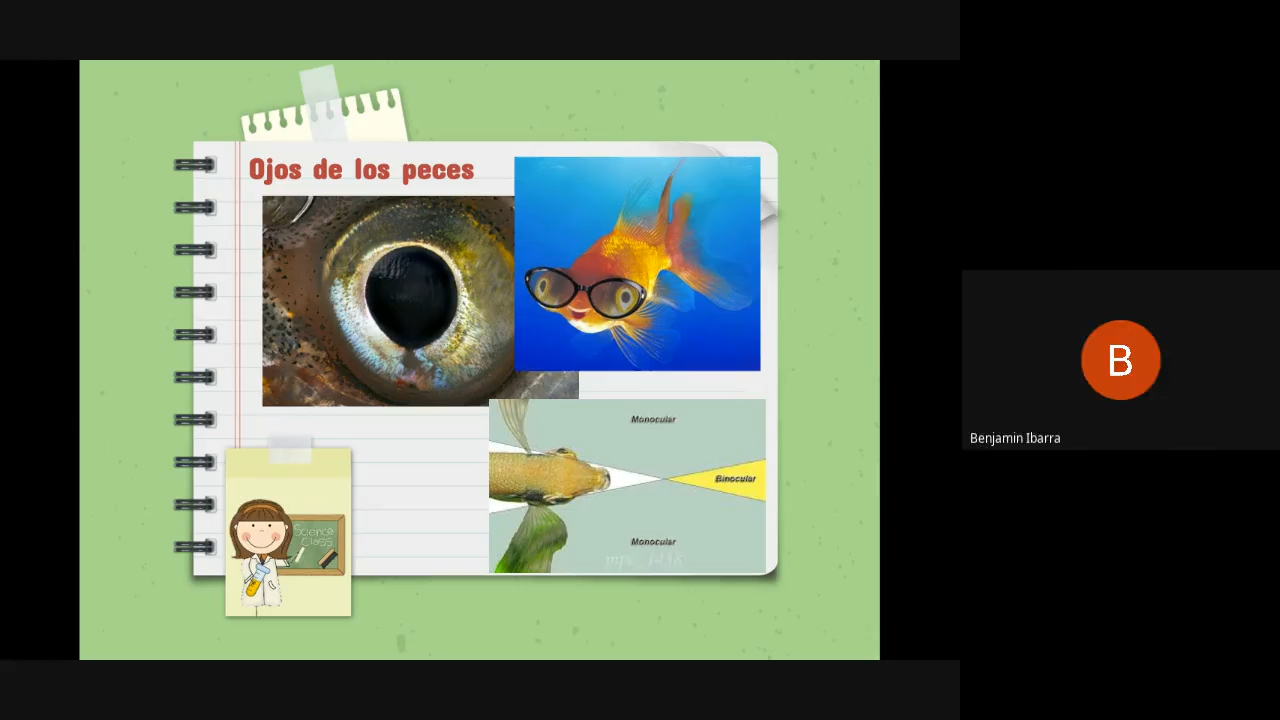 Ojos de los peces
Monocular
Binocular
Monocular
Science
Class
B
Benjamin Ibarra